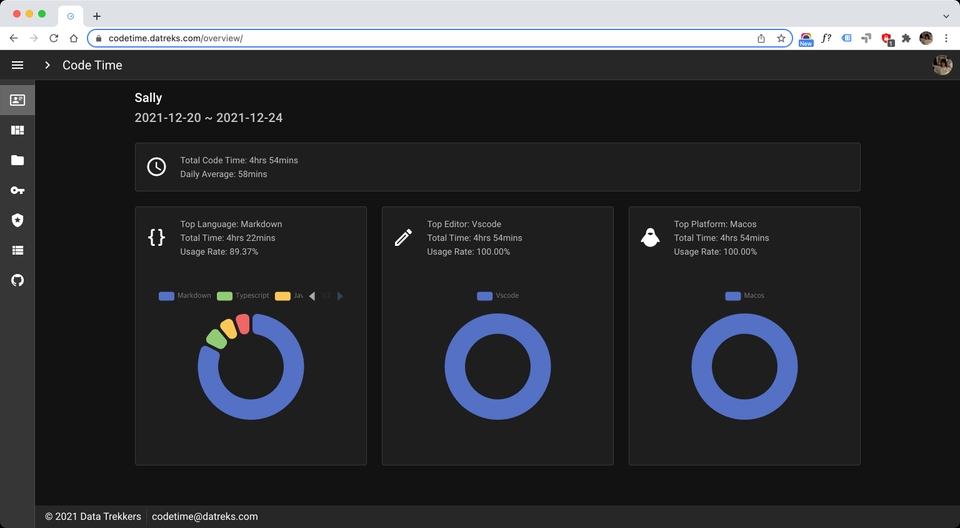 codetime.datreks.com/overview/
New
f?
1
Code Time
Sally
2021-12-20 ~ 2021-12-24
Total Code Time: 4hrs 54mins
Daily Average: 58mins
{}
Top Language: Markdown
Total Time: 4hrs 22mins
Usage Rate: 89.37%
Top Editor: Vscode
Total Time: 4hrs 54mins
Usage Rate: 100.00%
Top Platform: Macos
Total Time: 4hrs 54mins
Usage Rate: 100.00%
Markdown Typescript
Vscode
Macos
© 2021 Data Trekkers codetime@datreks.com